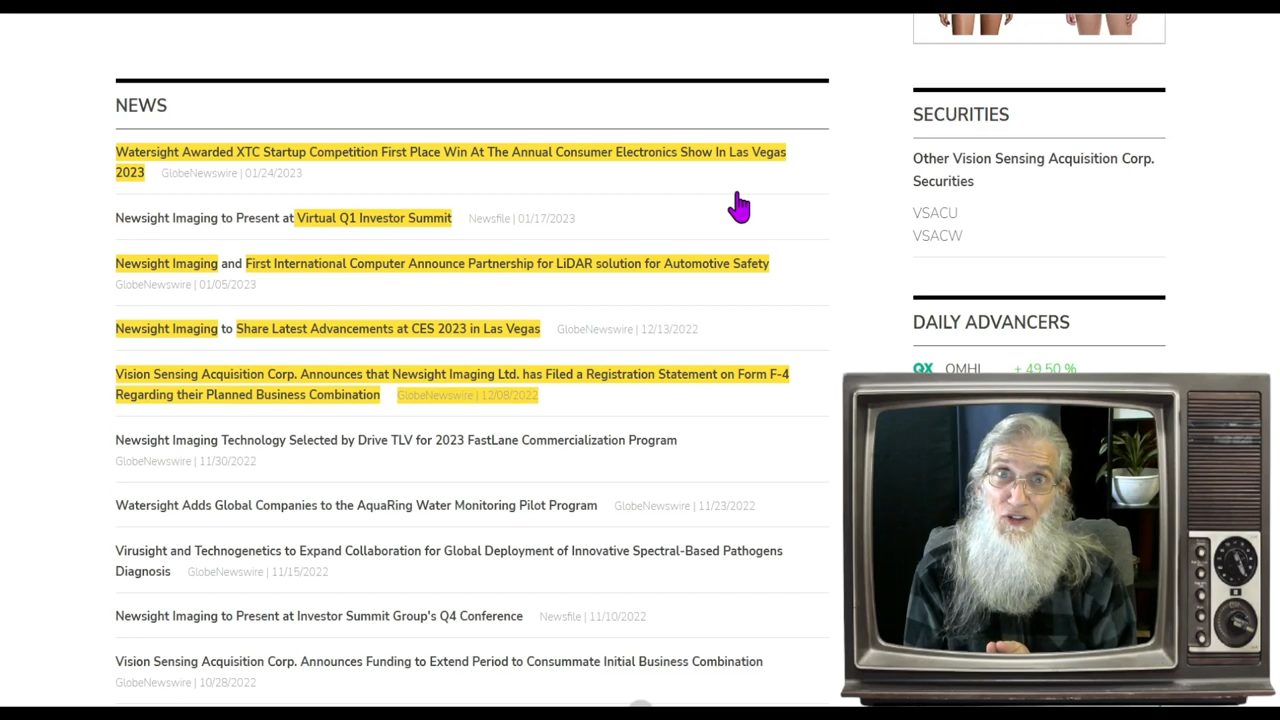 NEWS
Watersight Awarded XTC Startup Competition First Place Win At The Annual Consumer Electronics Show In Las Vegas
2023 GlobeNewswire | 01/24/2023
Newsight Imaging to Present at Virtual Q1 Investor Summit Newsfile | 01/17/2023
Newsight Imaging and First International Computer Announce Partnership for LiDAR solution for Automotive Safety
GlobeNewswire | 01/05/2023
Newsight Imaging to Share Latest Advancements at CES 2023 in Las Vegas GlobeNewswire | 12/13/2022
Vision Sensing Acquisition Corp. Announces that Newsight Imaging Ltd. has Filed a Registration Statement on Form F-4
Regarding their Planned Business Combination GlobeNewswire | 12/08/2022
Newsight Imaging Technology Selected by Drive TLV for 2023 FastLane Commercialization Program
GlobeNewswire | 11/30/2022
Watersight Adds Global Companies to the AquaRing Water Monitoring Pilot Program GlobeNewswire | 11/23/2022
Virusight and Technogenetics to Expand Collaboration for Global Deployment of Innovative Spectral-Based Pathogens
Diagnosis GlobeNewswire | 11/15/2022
Newsight Imaging to Present at Investor Summit Group's Q4 Conference Newsfile | 11/10/2022
Vision Sensing Acquisition Corp. Announces Funding to Extend Period to Consummate Initial Business Combination
GlobeNewswire | 10/28/2022
SECURITIES
Other Vision Sensing Acquisition Corp.
Securities
VSACU
VSACW
DAILY ADVANCERS
QX OMHI + 49.50 %